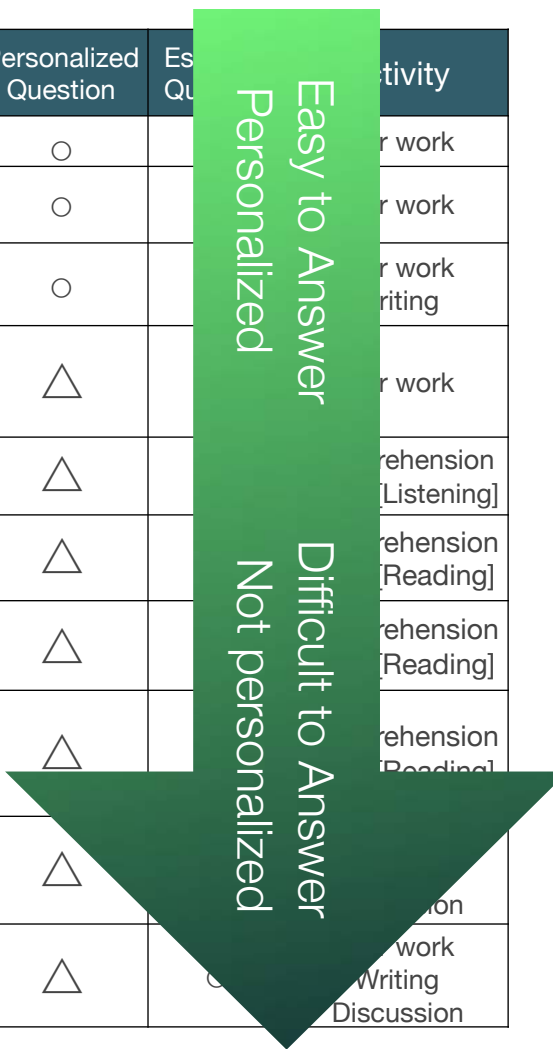 ersonalized
Question
Es
Qu
tivity
○
r work
○
r work
○
r work
riting
△
r work
△
rehension
[Listening]
△
rehension
[Reading]
△
rehension
[Reading]
△
rehension
[Reading]
△
ion
△
work
Writing
Discussion
Easy to Answer
Personalized
Difficult to Answer
Not personalized